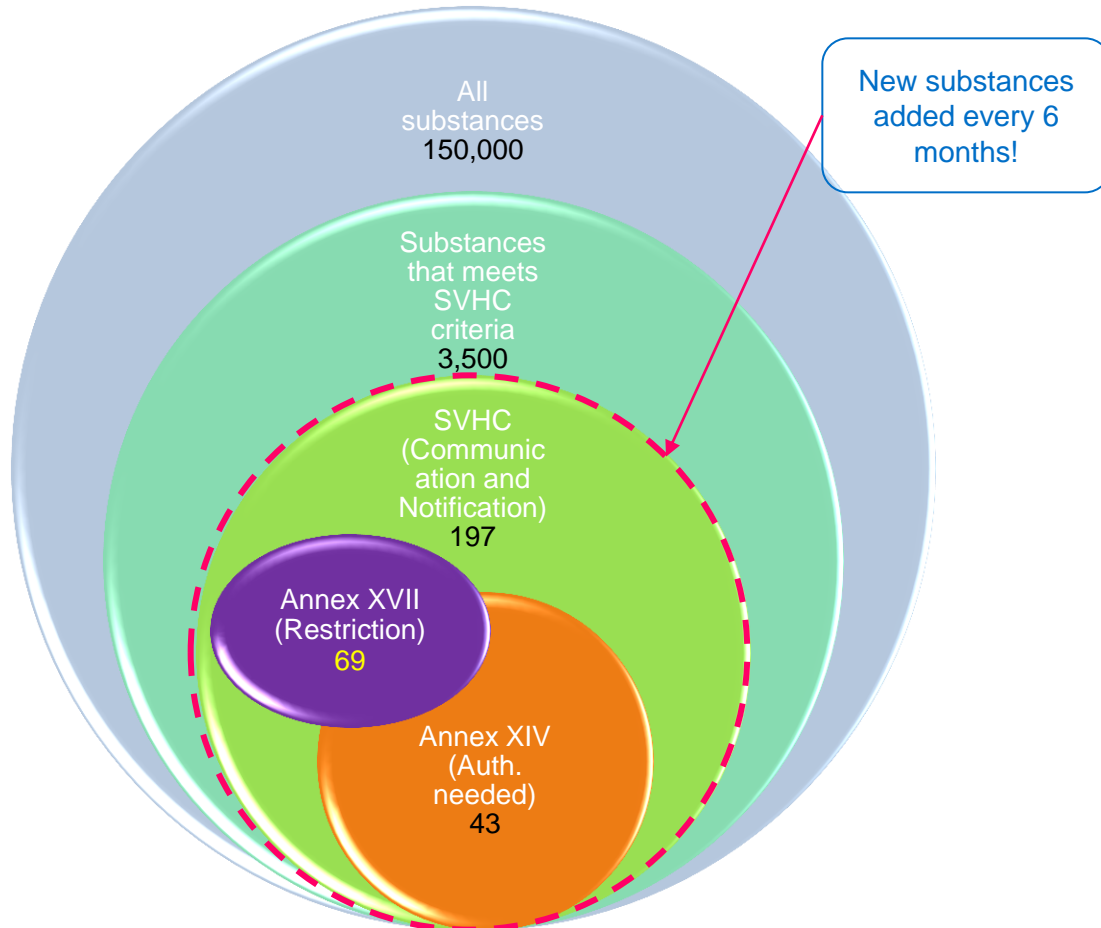 All
substances
150,000
New substances
added every 6
months!
Substances
that meets
SVHC
criteria
3,500
SVHC
(Communic
ation and
Notification)
197
Annex XVII
(Restriction)
69
Annex XIV
(Auth.
needed)
43